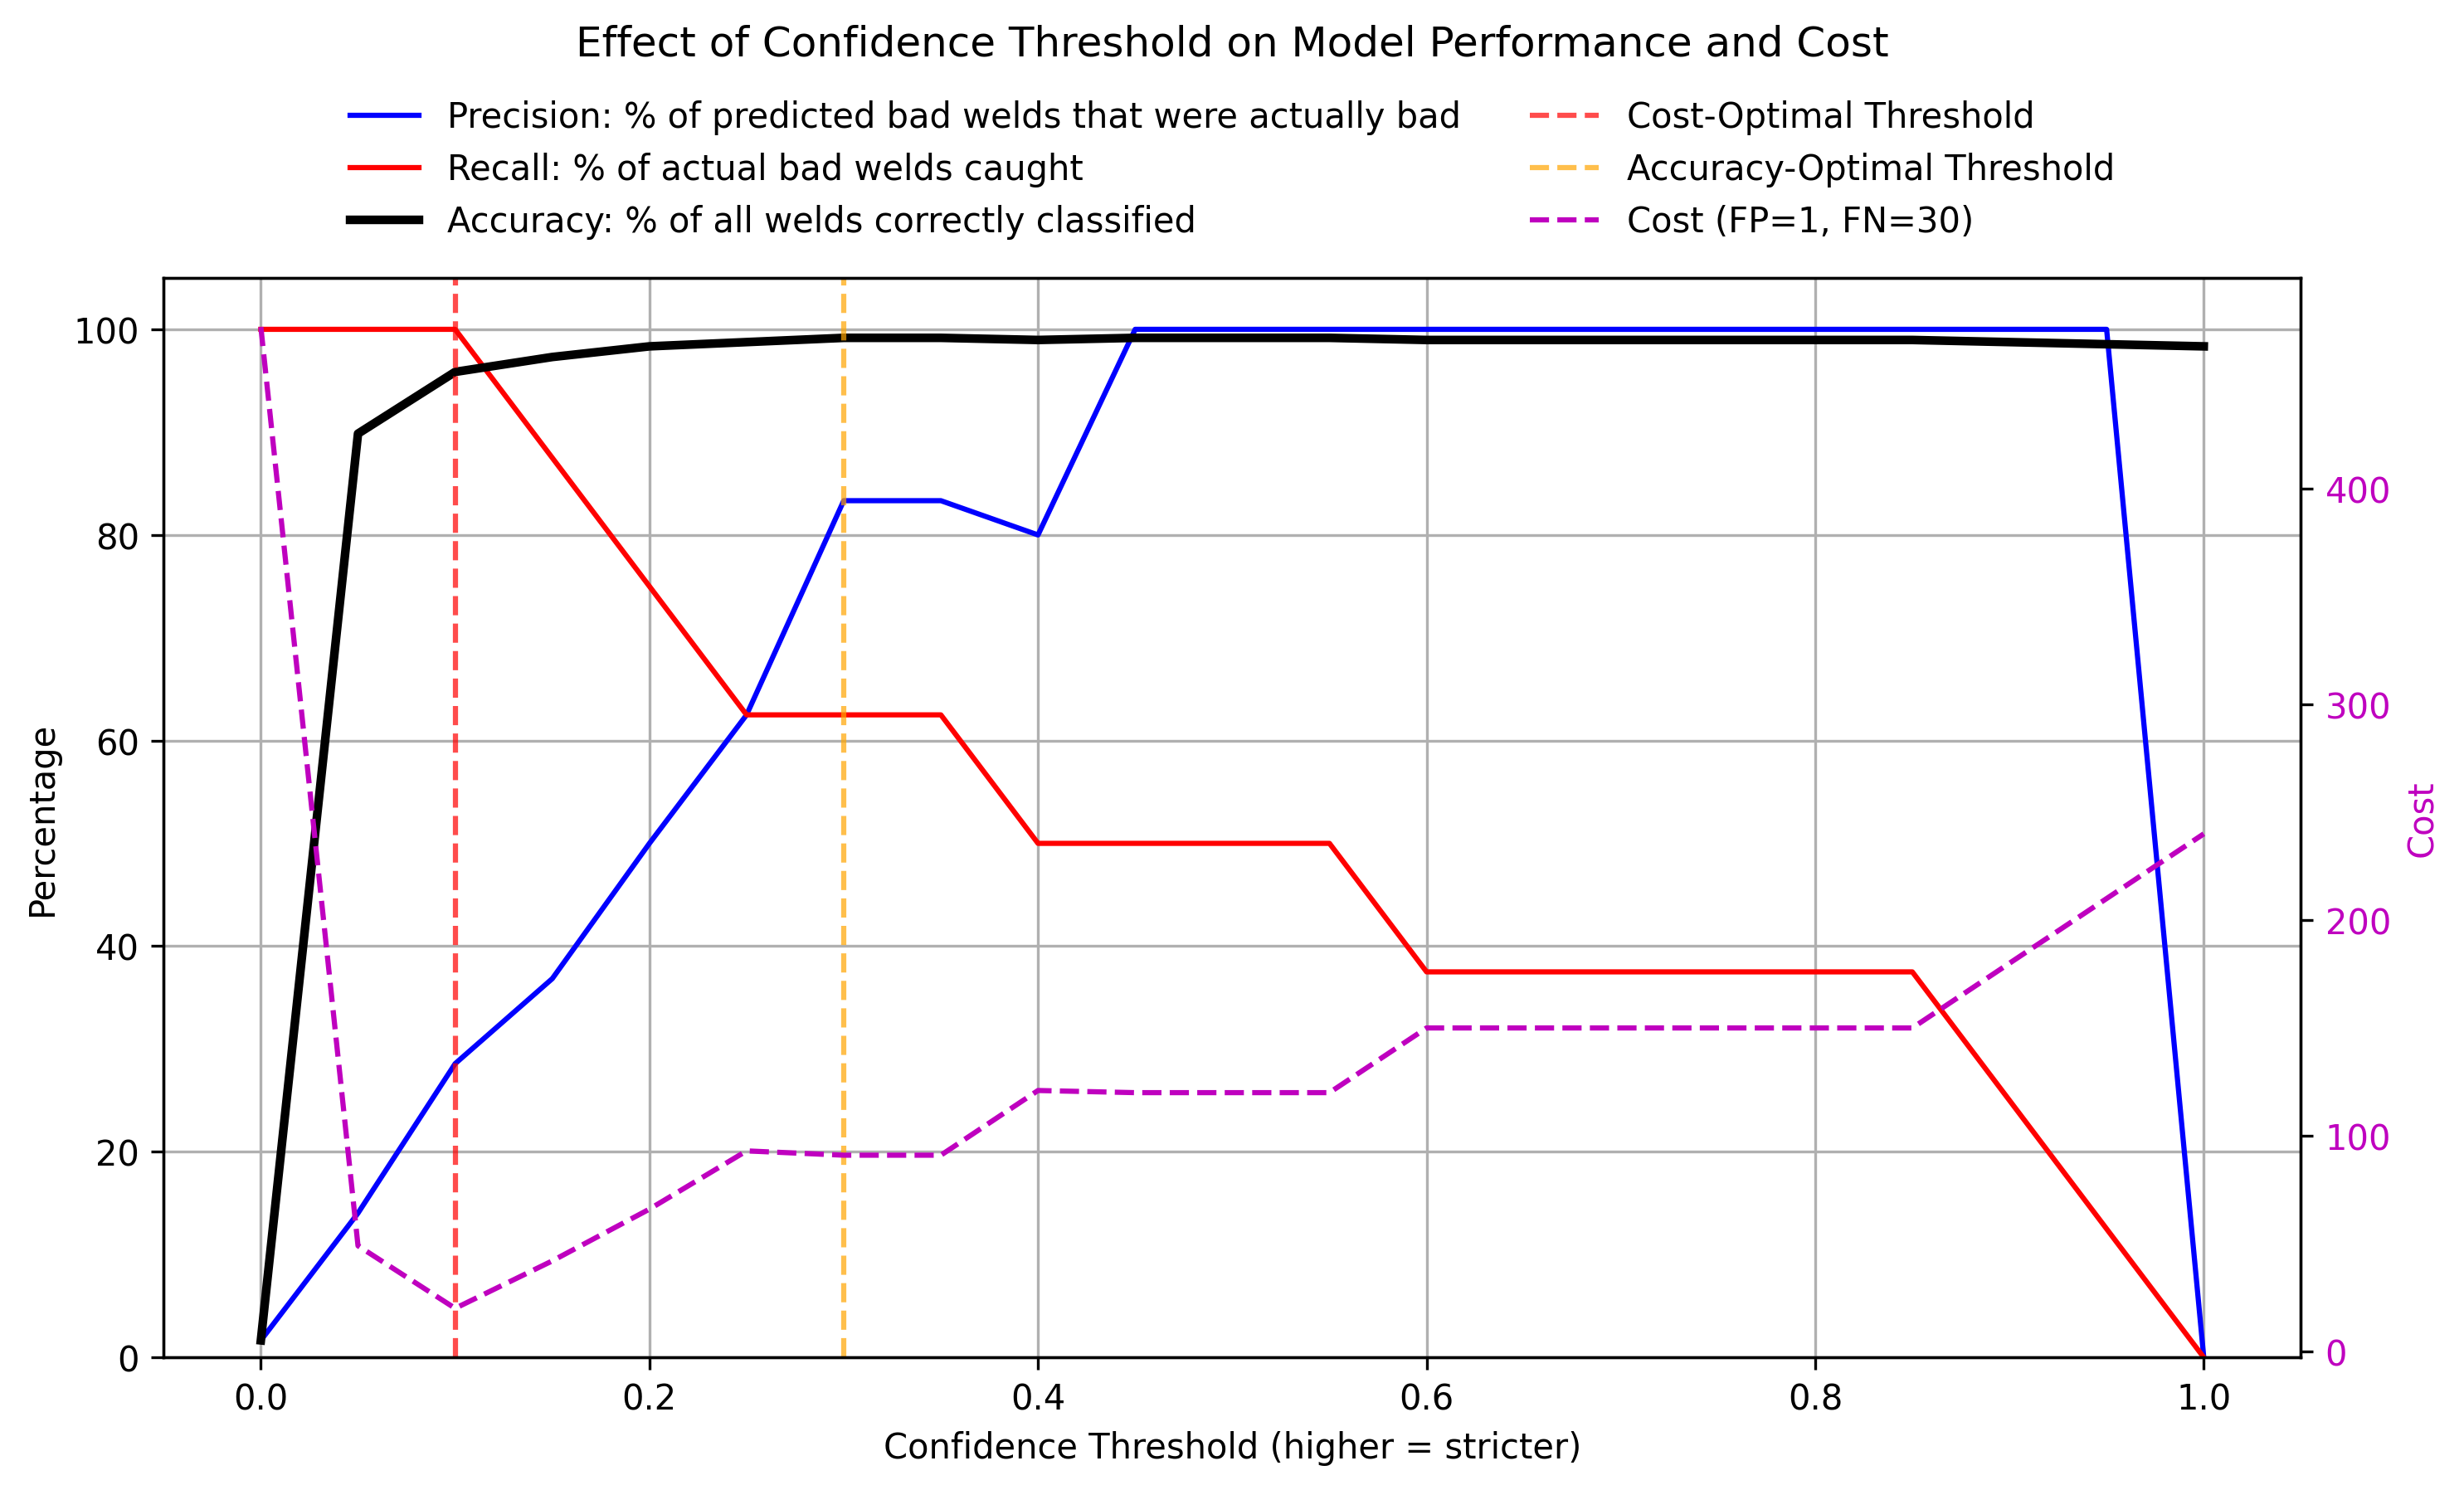 Effect of Confidence Threshold on Model Performance and Cost
Precision: % of predicted bad welds that were actually bad
Recall: % of actual bad welds caught
Accuracy: % of all welds correctly classified
Cost-Optimal Threshold
Accuracy-Optimal Threshold
Cost (FP=1, FN=30)
Percentage
100
80
60
40
20
0
400
300
200
100
0
Cost
0.0 0.2 0.4 0.6 0.8 1.0
Confidence Threshold (higher = stricter)